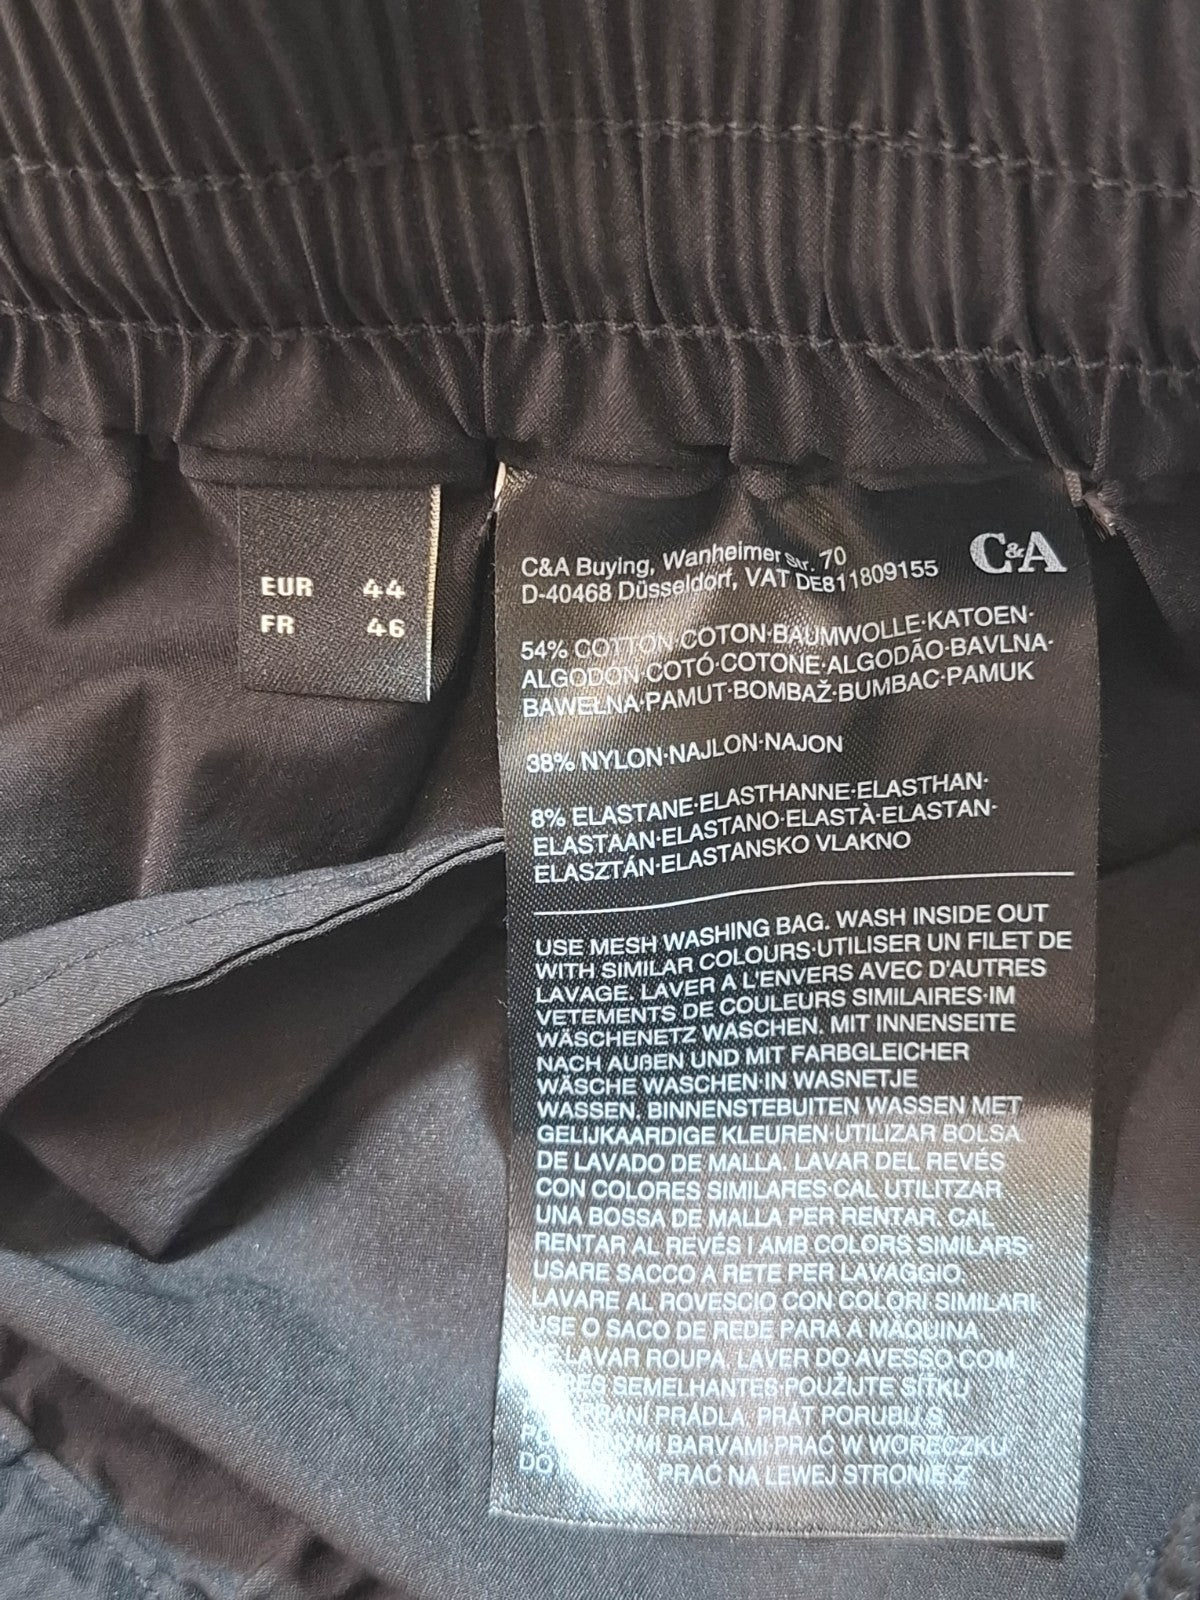 EUR 44
FR 46
C&A
C&A Buying, Wanheimer Str. 70
D-40468 Düsseldorf, VAT DE811809155
54% COTTON·COTON·BAUMWOLLE·KATOEN·
ALGODON·COTÓ·COTONE·ALGODÃO·BAVLNA·
BAWEŁNA·PAMUT·BOMBAŽ·BUMBAC·PAMUK
38% NYLON·NAJLON·NAJON
8% ELASTANE·ELASTHANNE·ELASTHAN·
ELASTAAN·ELASTANO·ELASTÀ·ELASTAN·
ELASZTÁN·ELASTANSKO VLAKNO
USE MESH WASHING BAG. WASH INSIDE OUT
WITH SIMILAR COLOURS·UTILISER UN FILET DE
LAVAGE. LAVER A L'ENVERS AVEC D'AUTRES
VETEMENTS DE COULEURS SIMILAIRES·IM
WÄSCHENETZ WASCHEN. MIT INNENSEITE
NACH AUßEN UND MIT FARBGLEICHER
WÄSCHE WASCHEN·IN WASNETJE
WASSEN. BINNENSTEBUITEN WASSEN MET
GELIJKAARDIGE KLEUREN·UTILIZAR BOLSA
DE LAVADO DE MALLA. LAVAR DEL REVÉS
CON COLORES SIMILARES·CAL UTILITZAR
UNA BOSSA DE MALLA PER RENTAR. CAL
RENTAR AL REVÉS I AMB COLORS SIMILARS·
USARE SACCO A RETE PER LAVAGGIO.
LAVARE AL ROVESCIO CON COLORI SIMILARI·
USE O SACO DE REDE PARA A MÁQUINA
LAVAR ROUPA. LAVER DO AVESSO COM
SEMELHANTES·POUŽIJTE SÍŤKU
PRÁDLA. PRÁT PORUBU S
BARVAMI·PRAĆ W WORECZKU
DO PRAĆ NA LEWEJ STRONIE Z